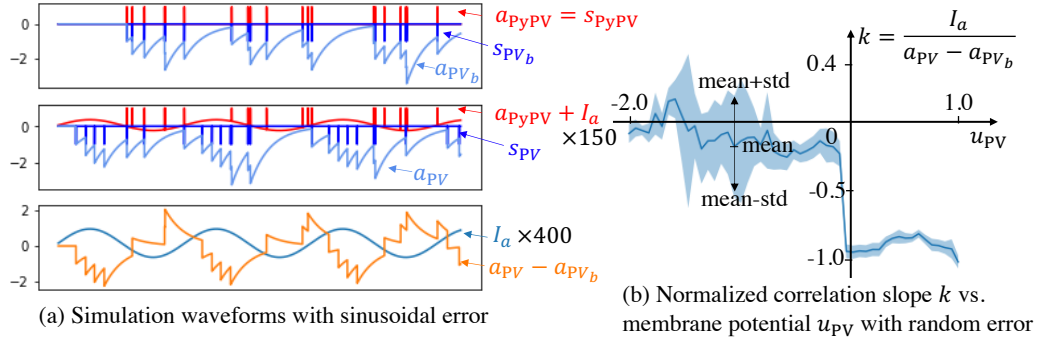 0
−2
a_PyPV = s_PyPV
s_PV_b
a_PV_b
0
−2
a_PyPV + I_a
×150
s_PV
a_PV
2
0
−2
I_a ×400
a_PV − a_PV_b
(a) Simulation waveforms with sinusoidal error
k = I_a / (a_PV − a_PV_b)
0.4
mean+std
-2.0
1.0
0
u_PV
mean
-0.5
mean-std
-1.0
(b) Normalized correlation slope k vs.
membrane potential u_PV with random error